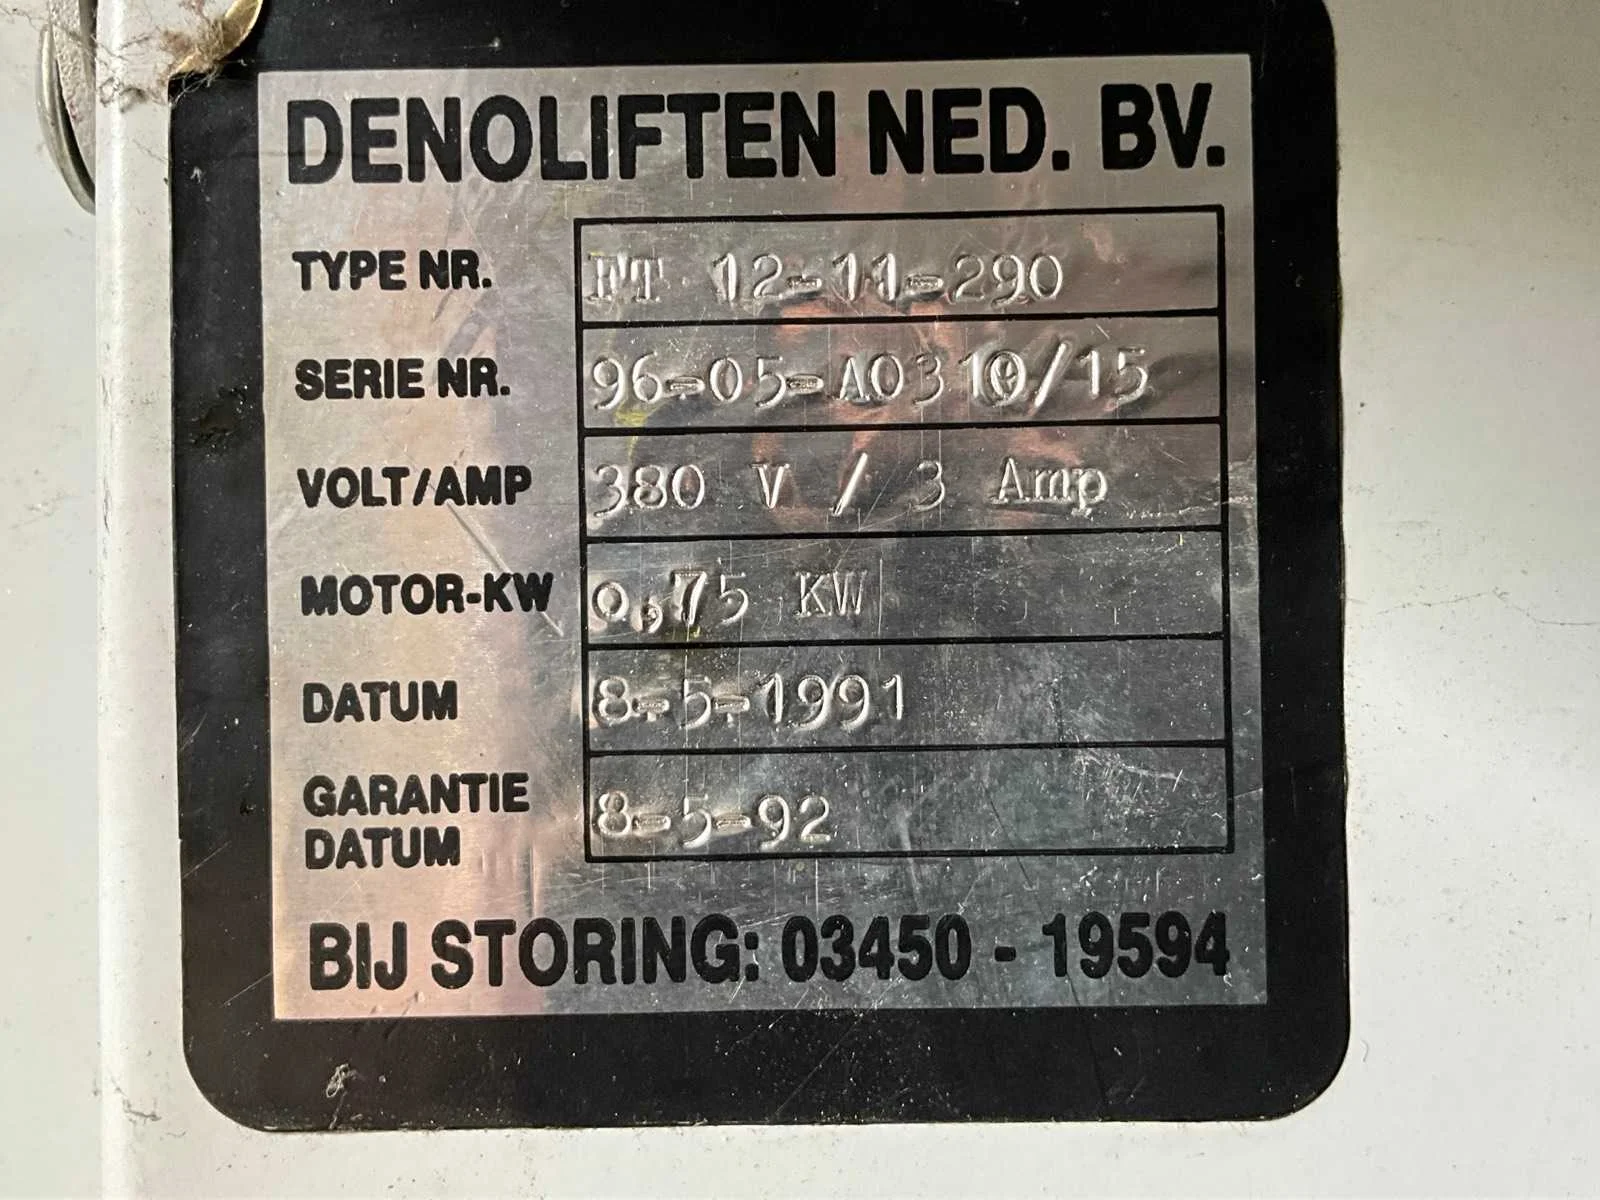 DENOLIFTEN NED. BV.
TYPE NR. FT 12-11-290
SERIE NR. 96-05-A0310/15
VOLT/AMP 380 V / 3 Amp
MOTOR-KW 0,75 KW
DATUM 8-5-1991
GARANTIE
DATUM 8-5-92
BIJ STORING: 03450 - 19594